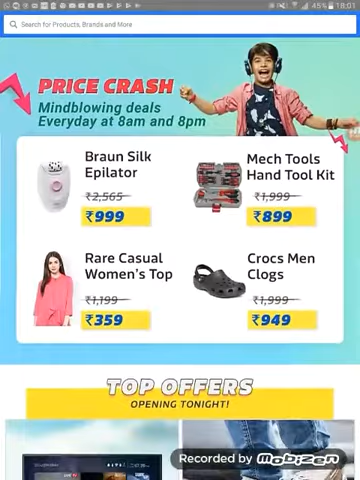 45% 18:01
Search for Products, Brands and More
PRICE CRASH
Mindblowing deals
Everyday at 8am and 8pm
Braun Silk
Epilator
₹2,565
₹999
Mech Tools
Hand Tool Kit
₹1,999
₹899
Rare Casual
Women's Top
₹1,199
₹359
Crocs Men
Clogs
₹1,999
₹949
TOP OFFERS
OPENING TONIGHT!
Recorded by mobizen